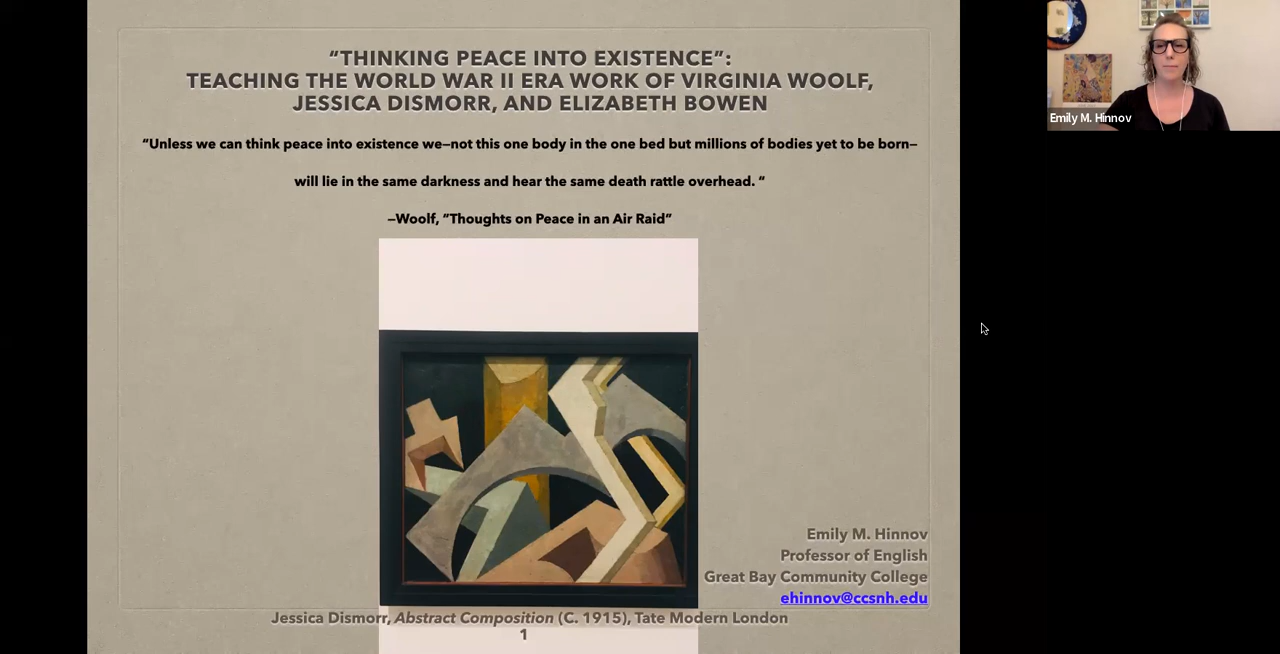 “THINKING PEACE INTO EXISTENCE”:
TEACHING THE WORLD WAR II ERA WORK OF VIRGINIA WOOLF,
JESSICA DISMORR, AND ELIZABETH BOWEN
“Unless we can think peace into existence we—not this one body in the one bed but millions of bodies yet to be born—
will lie in the same darkness and hear the same death rattle overhead. “
—Woolf, “Thoughts on Peace in an Air Raid”
Emily M. Hinnov
Emily M. Hinnov
Professor of English
Great Bay Community College
ehinnov@ccsnh.edu
Jessica Dismorr, Abstract Composition (C. 1915), Tate Modern London
1